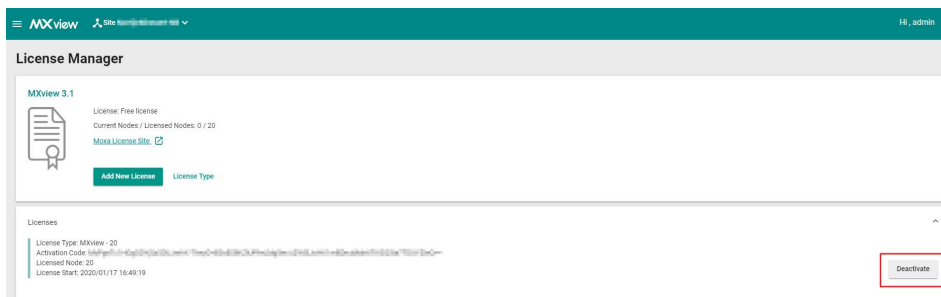 MXview Site
Hi , admin
License Manager
MXview 3.1
License: Free license
Current Nodes / Licensed Nodes: 0 / 20
Moxa License Site
Add New License License Type
Licenses
License Type: MXview - 20
Activation Code:
Licensed Node: 20
License Start: 2020/01/17 16:49:19
Deactivate